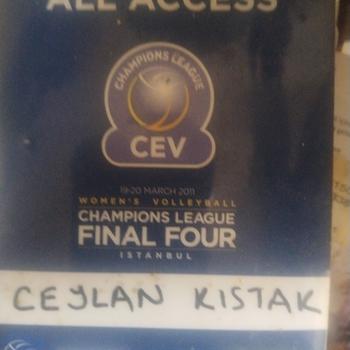 ALL ACCESS
CHAMPIONS LEAGUE
CEV
19-20 MARCH 2011
WOMEN'S VOLLEYBALL
CHAMPIONS LEAGUE
FINAL FOUR
ISTANBUL
CEYLAN KISTAK